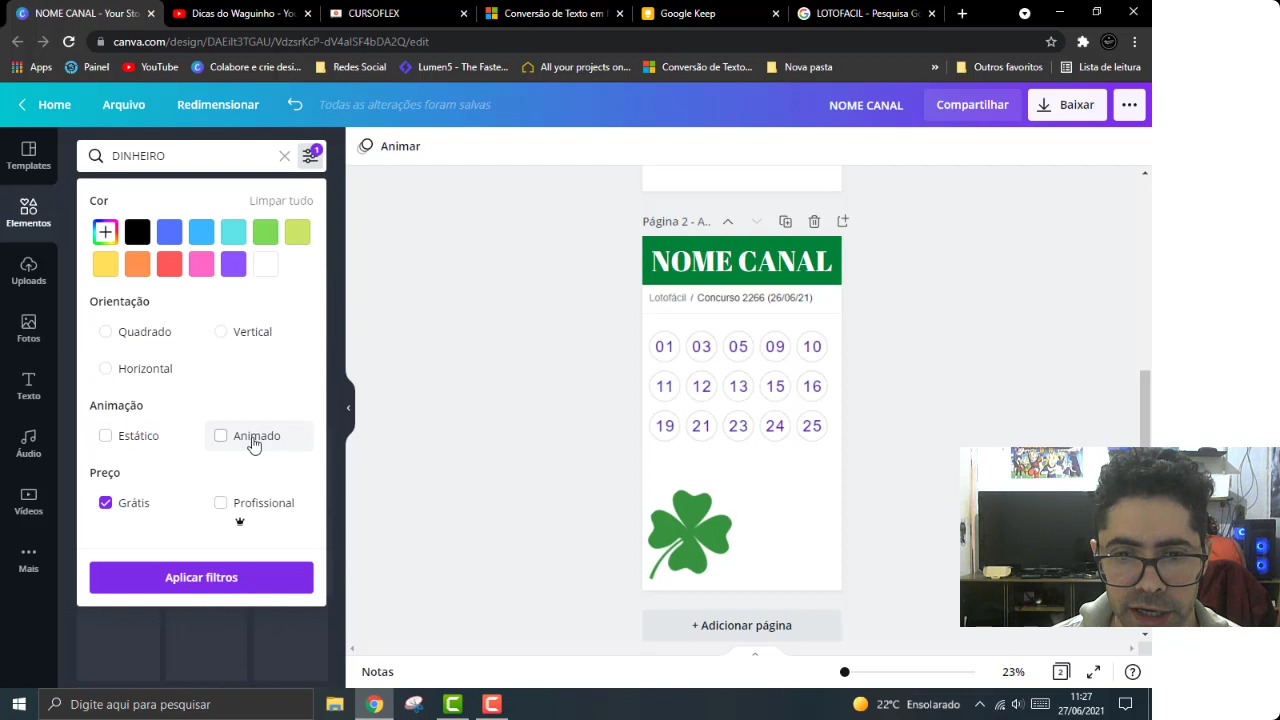 NOME CANAL - Sto
Dicas do Waguinho - You
CURSOFLEX
Conversão de Texto em
Google Keep
LOTOFACIL - Pesquisa Go
canva.com/design/DAEiIt3TGAU/VdzsrKcP-dV4alSF4bDA2Q/edit
Apps
Painel
YouTube
Colabore e crie desi...
Redes Social
Lumen5 - The Faste...
All your projects on...
Conversão de Texto...
Nova pasta
»
Outros favoritos
Lista de leitura
Home
Arquivo
Redimensionar
Todas as alterações foram salvas
NOME CANAL
Compartilhar
Baixar
Templates
Elementos
Uploads
Fotos
Texto
Áudio
Vídeos
Mais
DINHEIRO
1
Cor
Limpar tudo
Orientação
Quadrado
Vertical
Horizontal
Animação
Estático
Animado
Preço
Grátis
Profissional
Aplicar filtros
Animar
Página 2 - A..
NOME CANAL
Lotofácil / Concurso 2266 (26/06/21)
01 03 05 09 10
11 12 13 15 16
19 21 23 24 25
+ Adicionar página
Notas
23%
2
Digite aqui para pesquisar
22°C Ensolarado
11:27
27/06/2021